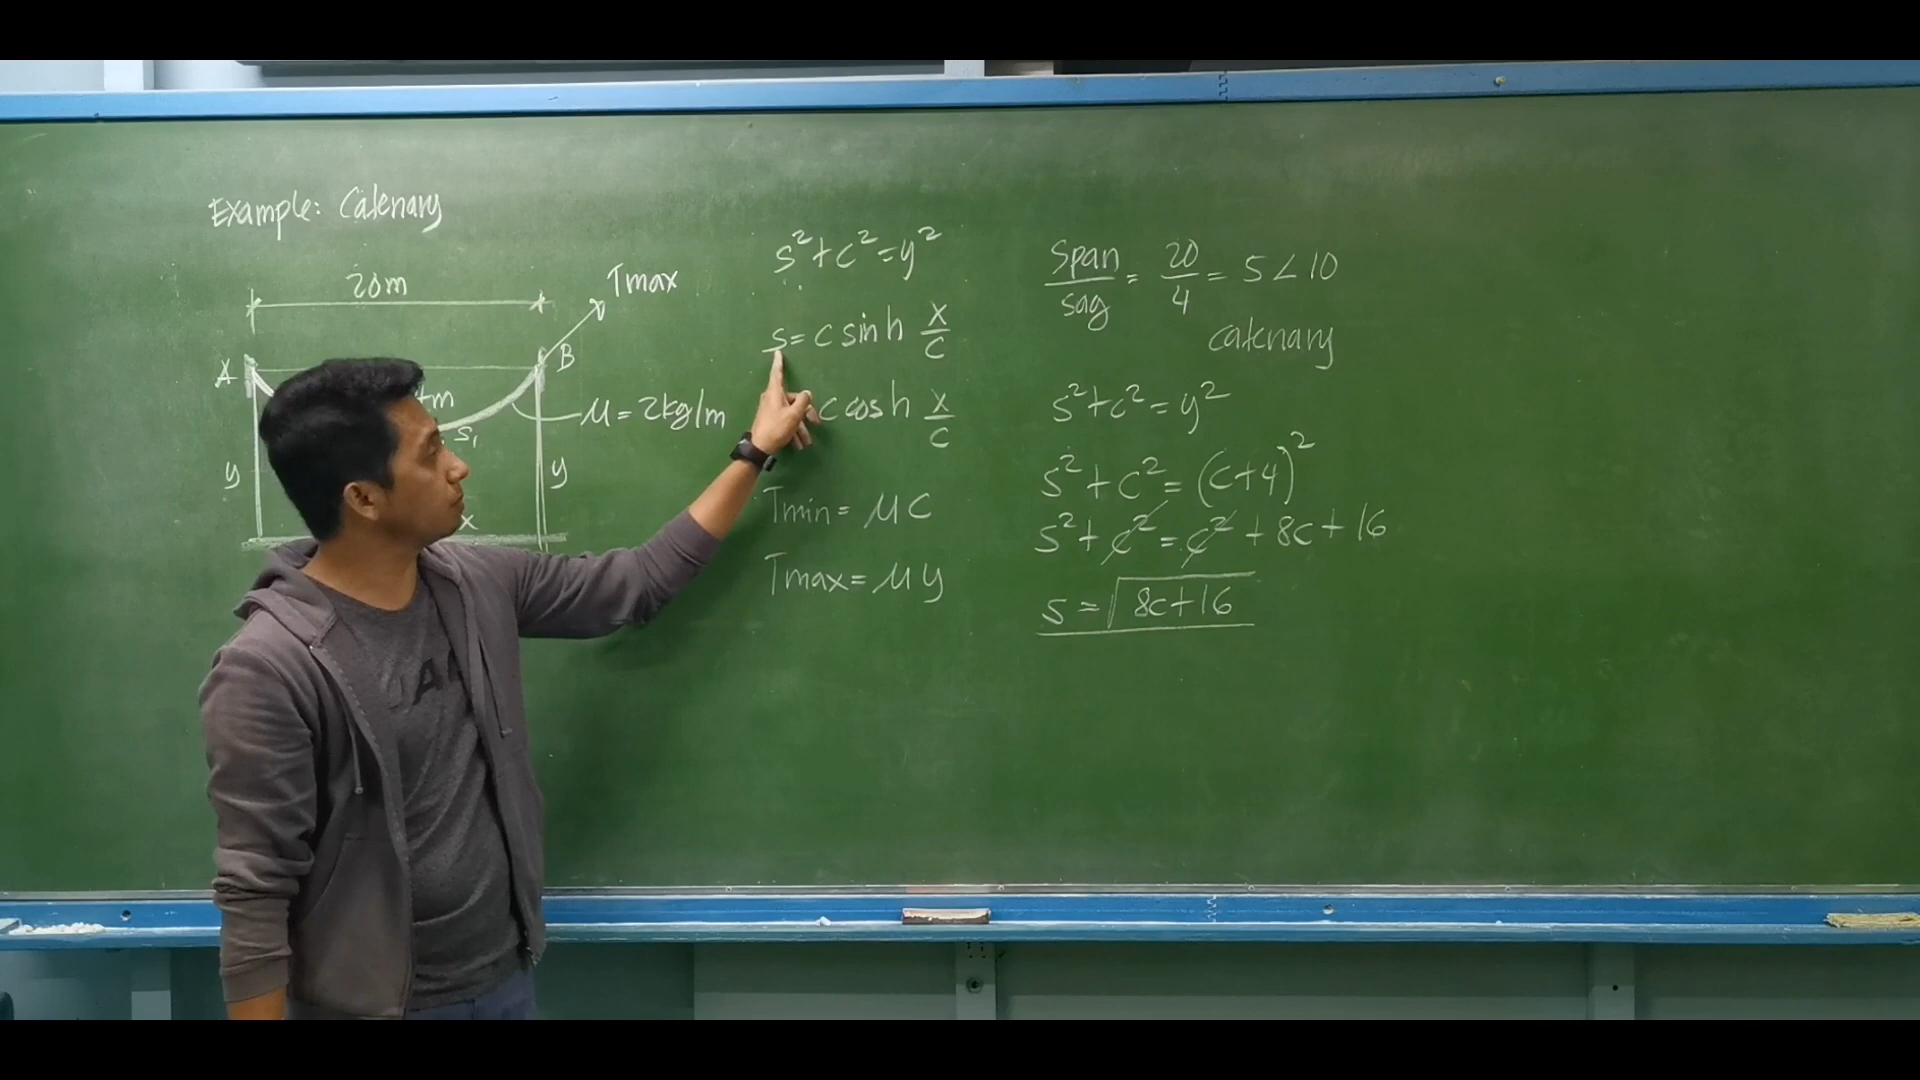 Example: Catenary
20m
Tmax
A
B
4m
μ = 2kg/m
s₁
y
y
x
s² + c² = y²
s = c sinh x/c
c cosh x/c
Tmin = μc
Tmax = μy
Span/sag = 20/4 = 5 < 10
catenary
s² + c² = y²
s² + c² = (c+4)²
s² + c² = c² + 8c + 16
s = √8c+16